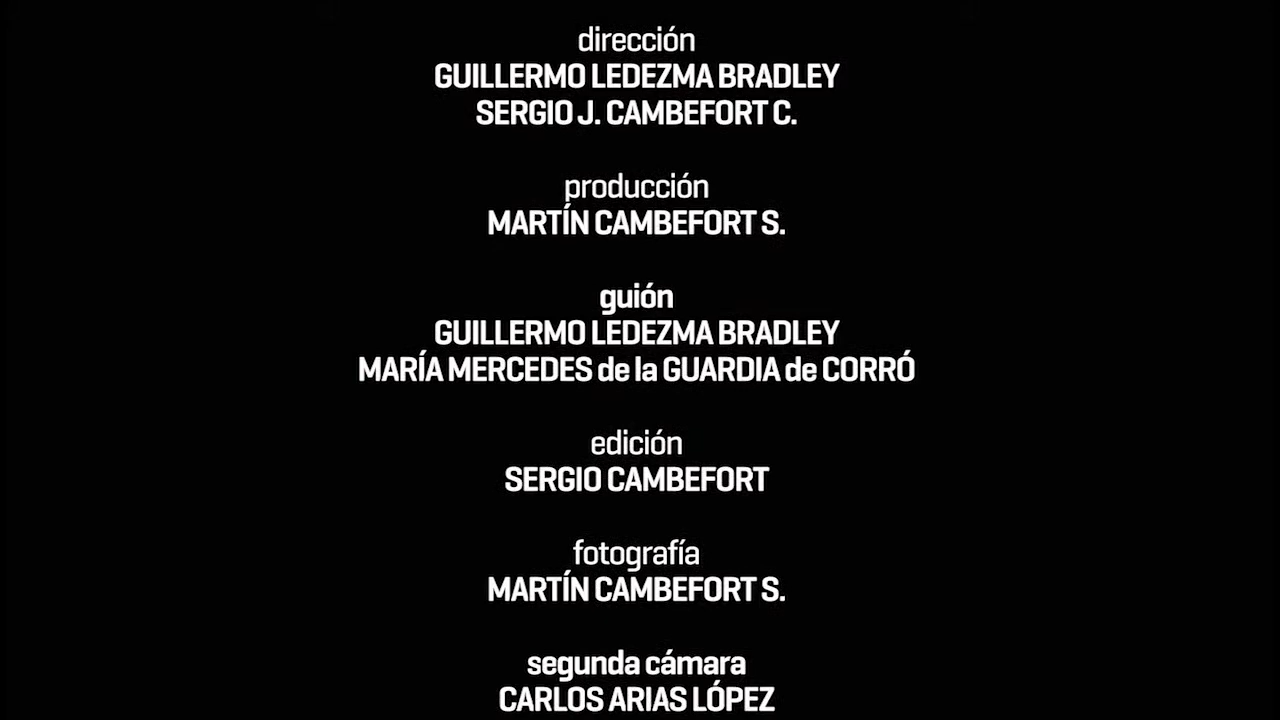 dirección
GUILLERMO LEDEZMA BRADLEY
SERGIO J. CAMBEFORT C.
producción
MARTÍN CAMBEFORT S.
guión
GUILLERMO LEDEZMA BRADLEY
MARÍA MERCEDES de la GUARDIA de CORRÓ
edición
SERGIO CAMBEFORT
fotografía
MARTÍN CAMBEFORT S.
segunda cámara
CARLOS ARIAS LÓPEZ